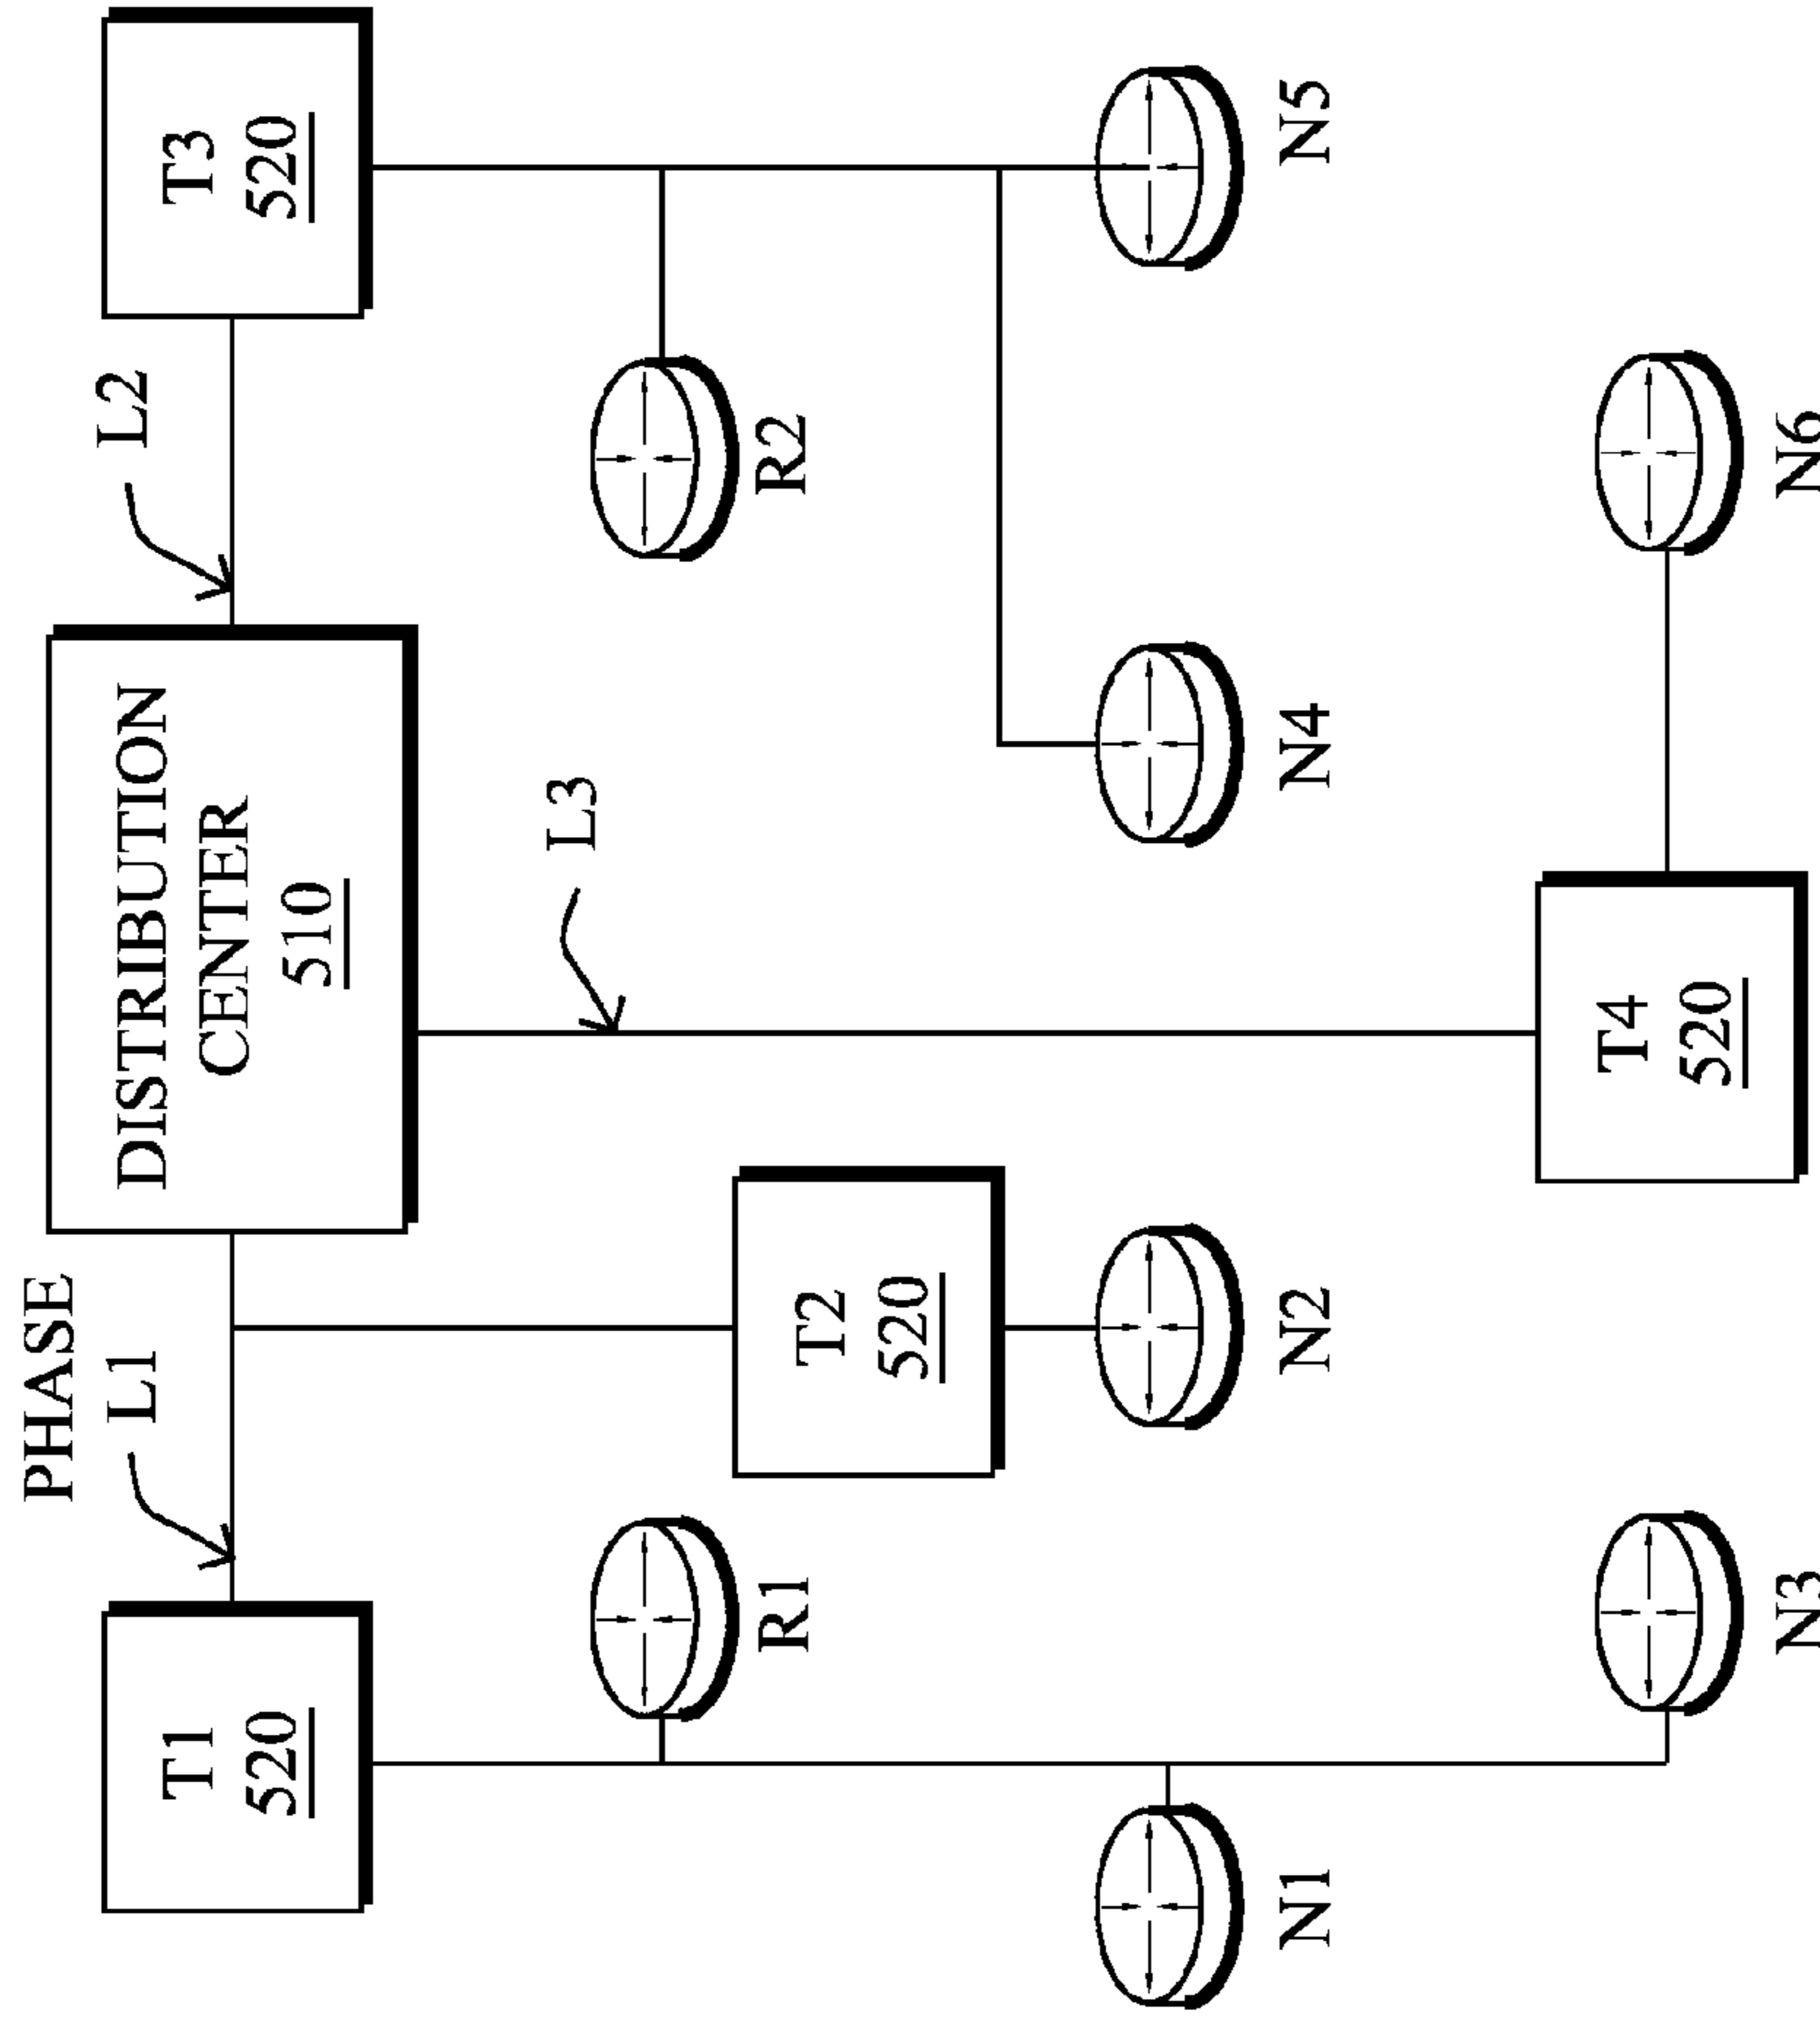 PHASE
L1
L2
T1
520
DISTRIBUTION
CENTER
510
T3
520
L3
R1
R2
T2
520
N1
N2
N4
N5
T4
520
N3
N6